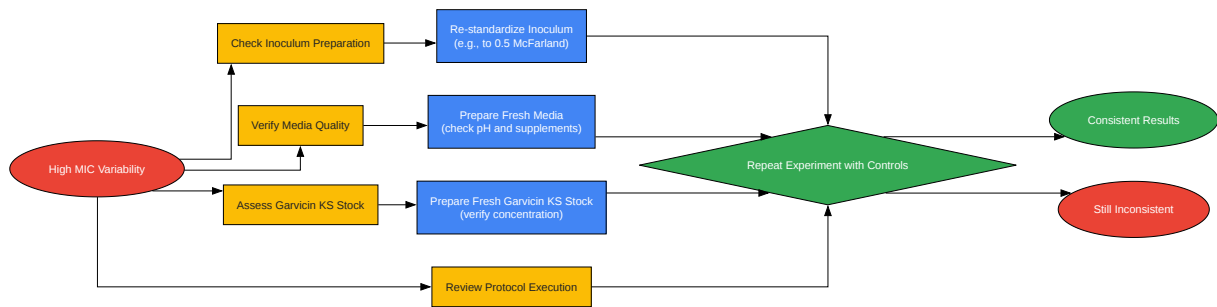 Check Inoculum Preparation
Re-standardize Inoculum
(e.g., to 0.5 McFarland)
Verify Media Quality
Prepare Fresh Media
(check pH and supplements)
High MIC Variability
Assess Garvicin KS Stock
Prepare Fresh Garvicin KS Stock
(verify concentration)
Review Protocol Execution
Repeat Experiment with Controls
Consistent Results
Still Inconsistent